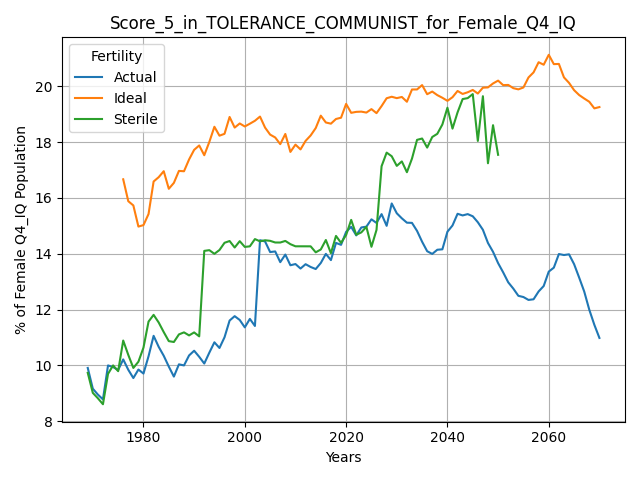 Score_5_in_TOLERANCE_COMMUNIST_for_Female_Q4_IQ
Fertility
Actual
Ideal
Sterile
% of Female Q4_IQ Population
20
18
16
14
12
10
8
1980
2000
2020
2040
2060
Years